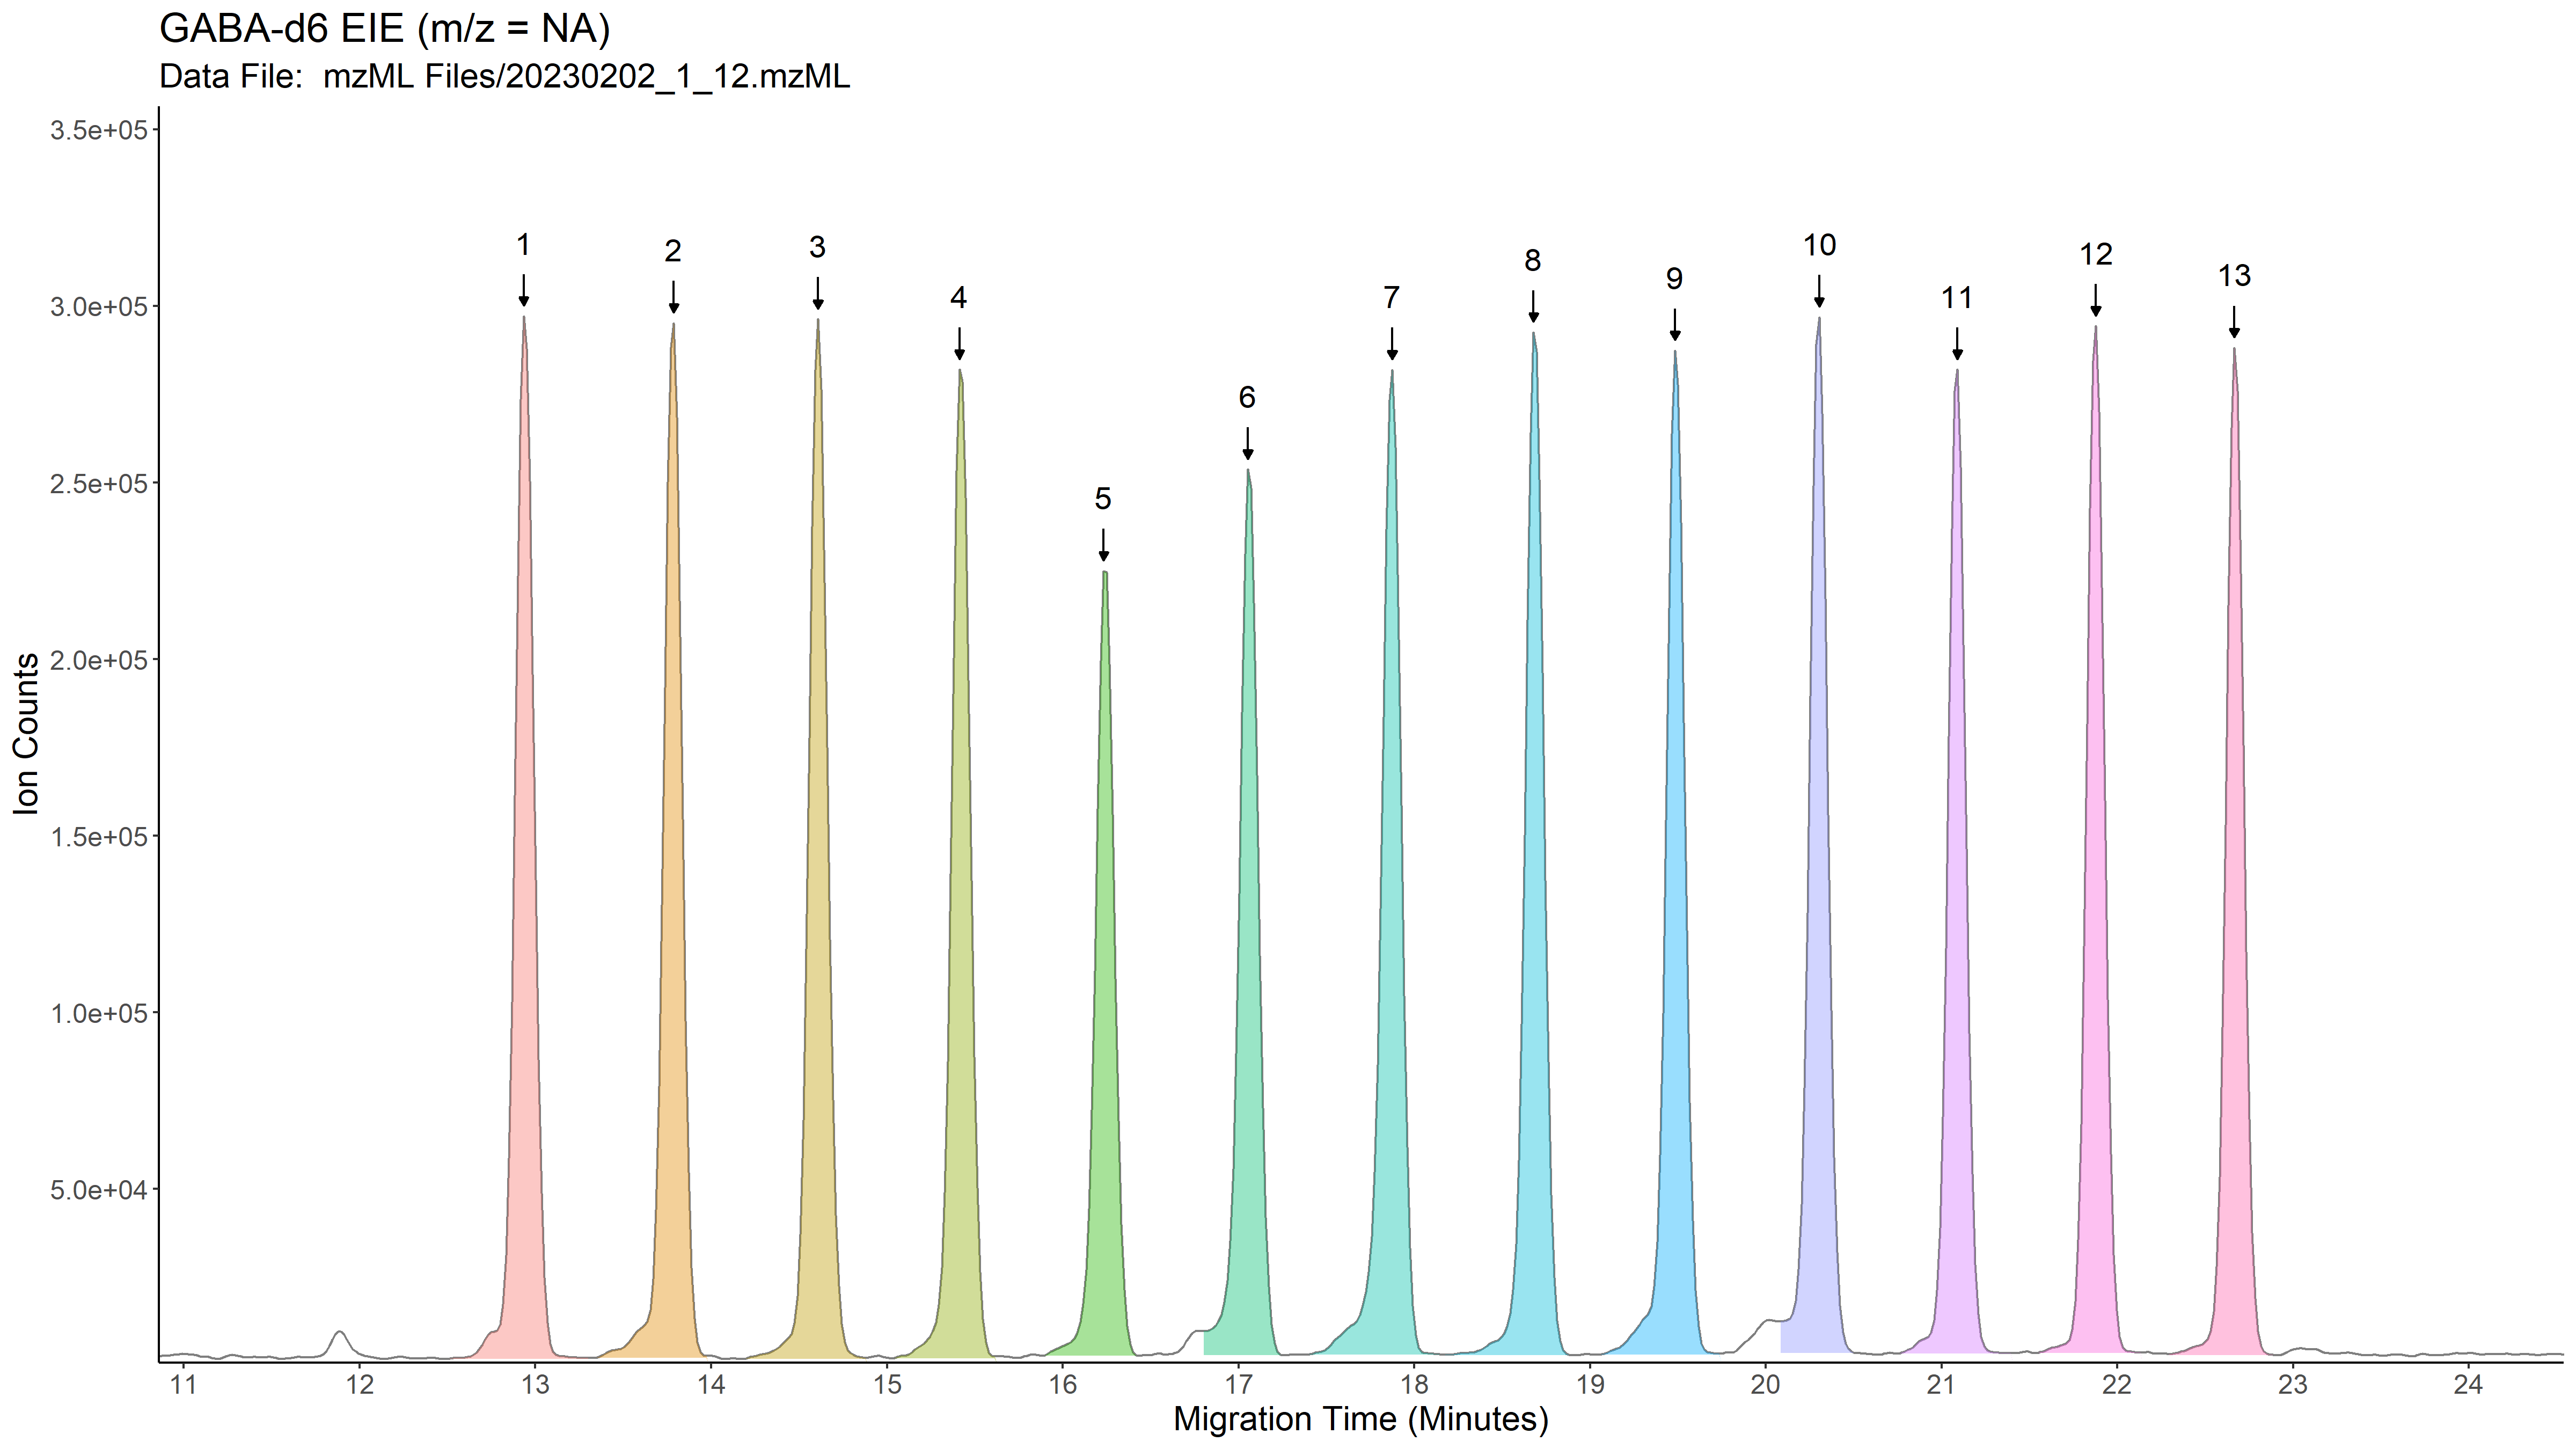 GABA-d6 EIE (m/z = NA)
Data File:  mzML Files/20230202_1_12.mzML
3.5e+05
3.0e+05
2.5e+05
2.0e+05
1.5e+05
1.0e+05
5.0e+04
Ion Counts
1
2
3
4
5
6
7
8
9
10
11
12
13
11 12 13 14 15 16 17 18 19 20 21 22 23 24
Migration Time (Minutes)